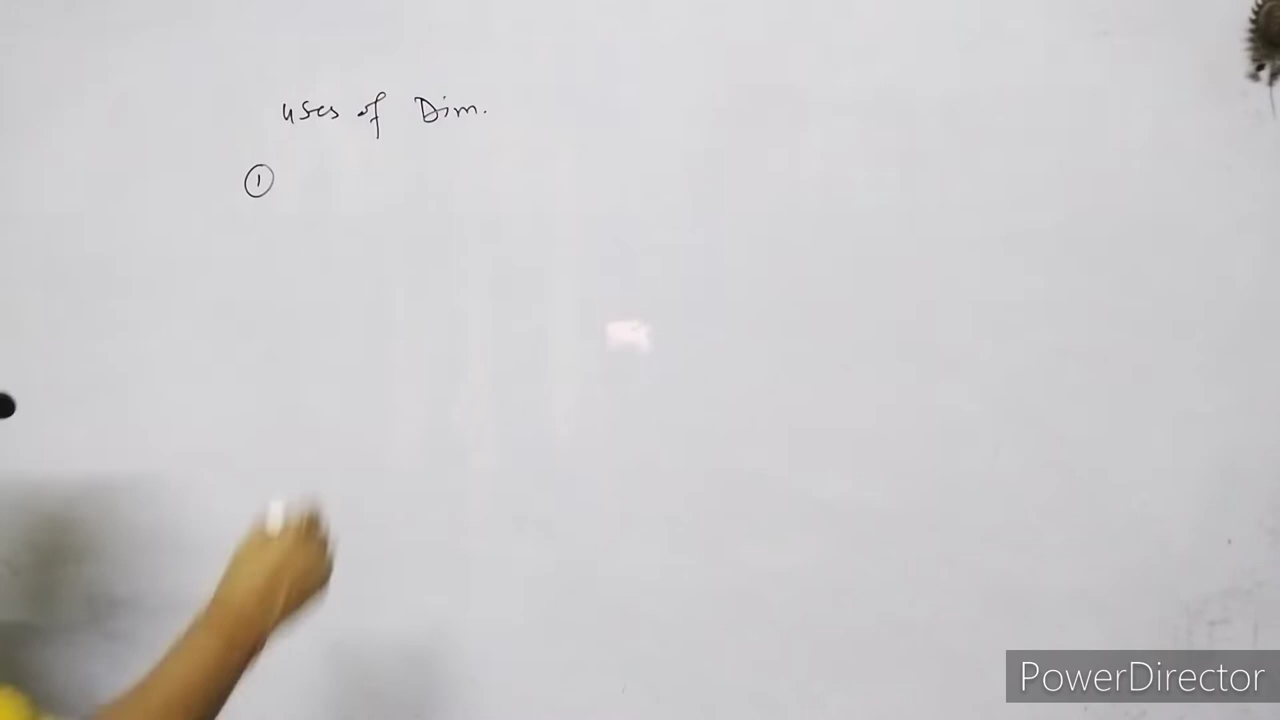 uses of Dim.
①
PowerDirector